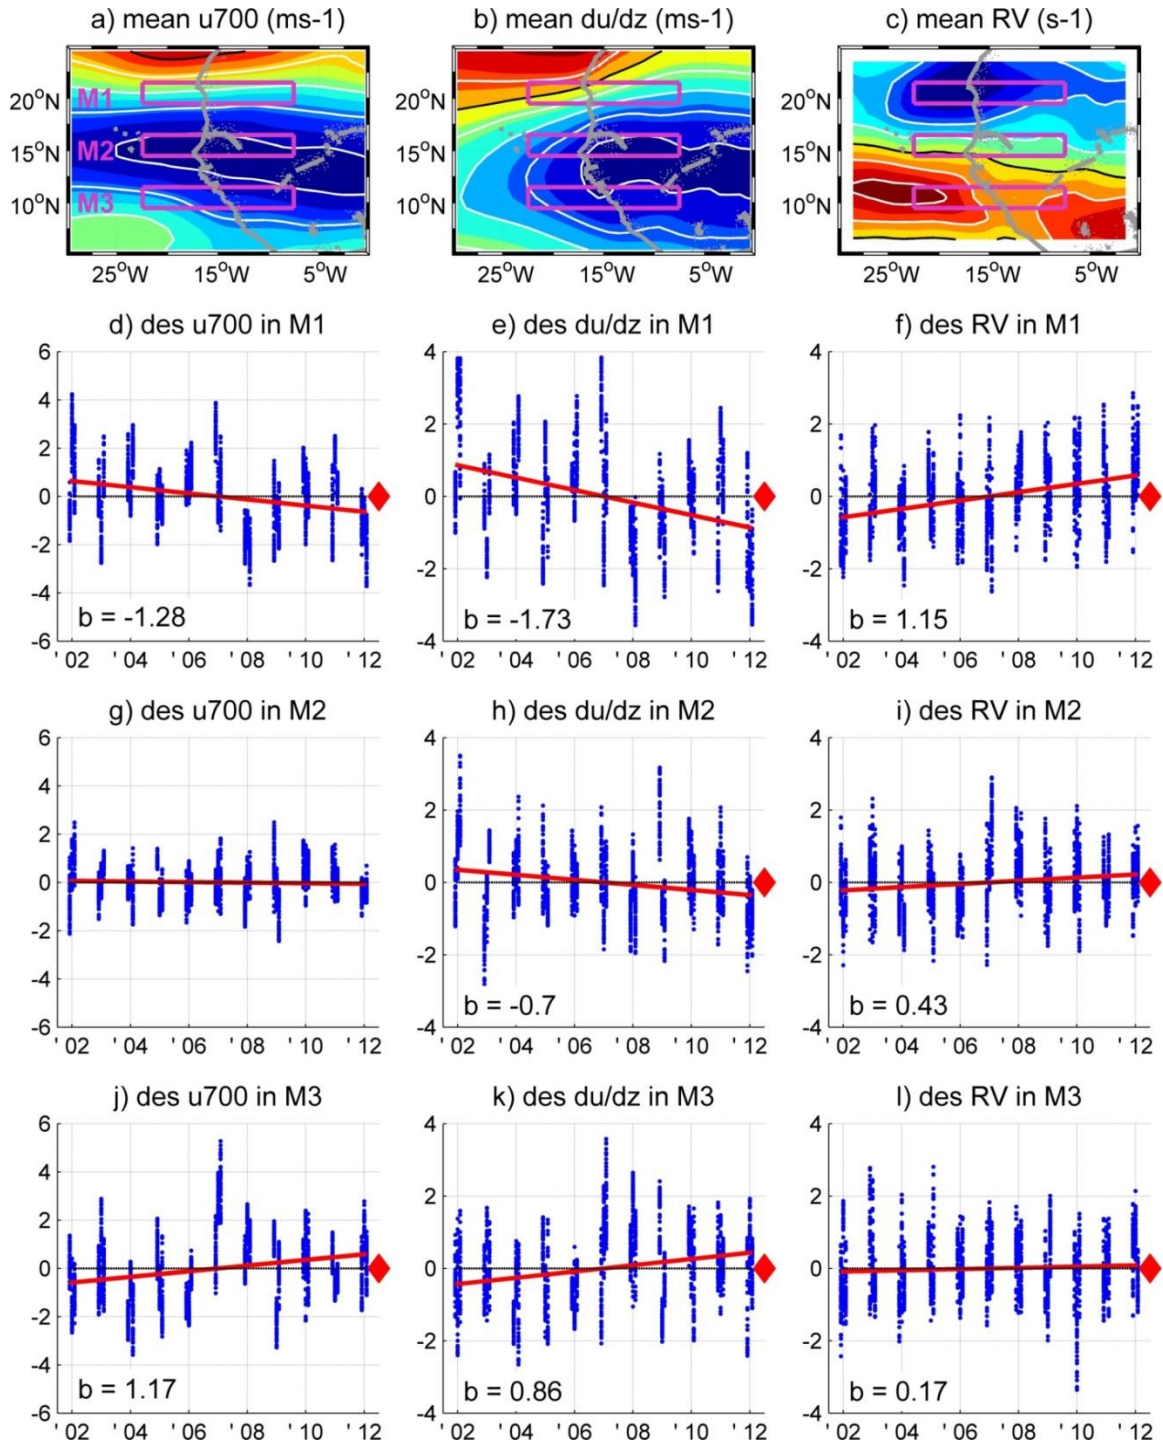 a) mean u700 (ms-1)
b) mean du/dz (ms-1)
c) mean RV (s-1)
20°N
15°N
10°N
M1
M2
M3
25°W 15°W 5°W
25°W 15°W 5°W
25°W 15°W 5°W
d) des u700 in M1
e) des du/dz in M1
f) des RV in M1
6
4
2
0
-2
-4
-6
b = -1.28
' 02 ' 04 ' 06 ' 08 ' 10 ' 12
4
2
0
-2
-4
b = -1.73
' 02 ' 04 ' 06 ' 08 ' 10 ' 12
4
2
0
-2
-4
b = 1.15
' 02 ' 04 ' 06 ' 08 ' 10 ' 12
g) des u700 in M2
h) des du/dz in M2
i) des RV in M2
6
4
2
0
-2
-4
-6
' 02 ' 04 ' 06 ' 08 ' 10 ' 12
4
2
0
-2
-4
b = -0.7
' 02 ' 04 ' 06 ' 08 ' 10 ' 12
4
2
0
-2
-4
b = 0.43
' 02 ' 04 ' 06 ' 08 ' 10 ' 12
j) des u700 in M3
k) des du/dz in M3
l) des RV in M3
6
4
2
0
-2
-4
-6
b = 1.17
' 02 ' 04 ' 06 ' 08 ' 10 ' 12
4
2
0
-2
-4
b = 0.86
' 02 ' 04 ' 06 ' 08 ' 10 ' 12
4
2
0
-2
-4
b = 0.17
' 02 ' 04 ' 06 ' 08 ' 10 ' 12